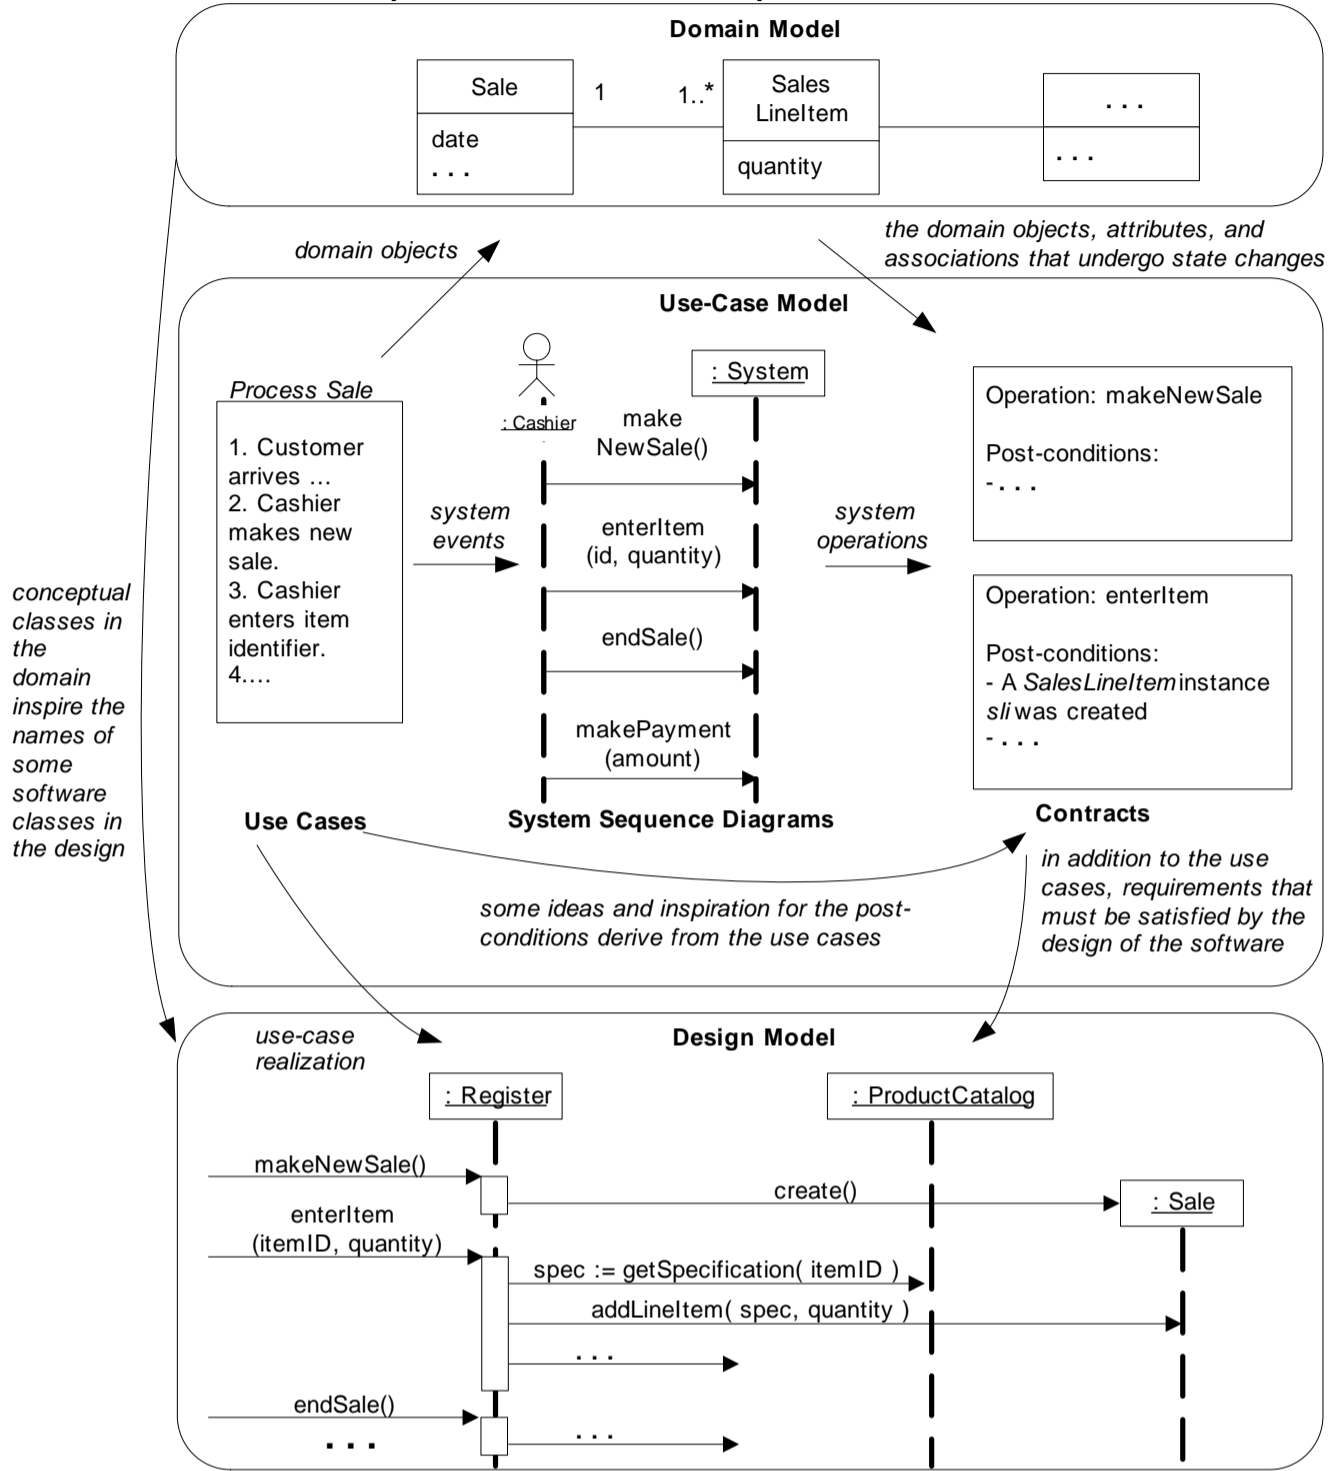 Domain Model
Sale
1
1..*
Sales
LineItem
. . .
date
. . .
quantity
. . .
domain objects
the domain objects, attributes, and
associations that undergo state changes
Use-Case Model
Process Sale
1. Customer
arrives ...
2. Cashier
makes new
sale.
3. Cashier
enters item
identifier.
4....
system
events
: Cashier
: System
make
NewSale()
enterItem
(id, quantity)
endSale()
makePayment
(amount)
system
operations
Operation: makeNewSale
Post-conditions:
- . . .
Operation: enterItem
Post-conditions:
- A SalesLineItem instance
sli was created
- . . .
conceptual
classes in
the
domain
inspire the
names of
some
software
classes in
the design
Use Cases
System Sequence Diagrams
Contracts
some ideas and inspiration for the post-
conditions derive from the use cases
in addition to the use
cases, requirements that
must be satisfied by the
design of the software
use-case
realization
Design Model
: Register
: ProductCatalog
makeNewSale()
create()
: Sale
enterItem
(itemID, quantity)
spec := getSpecification( itemID )
addLineItem( spec, quantity )
. . .
endSale()
. . .
. . .